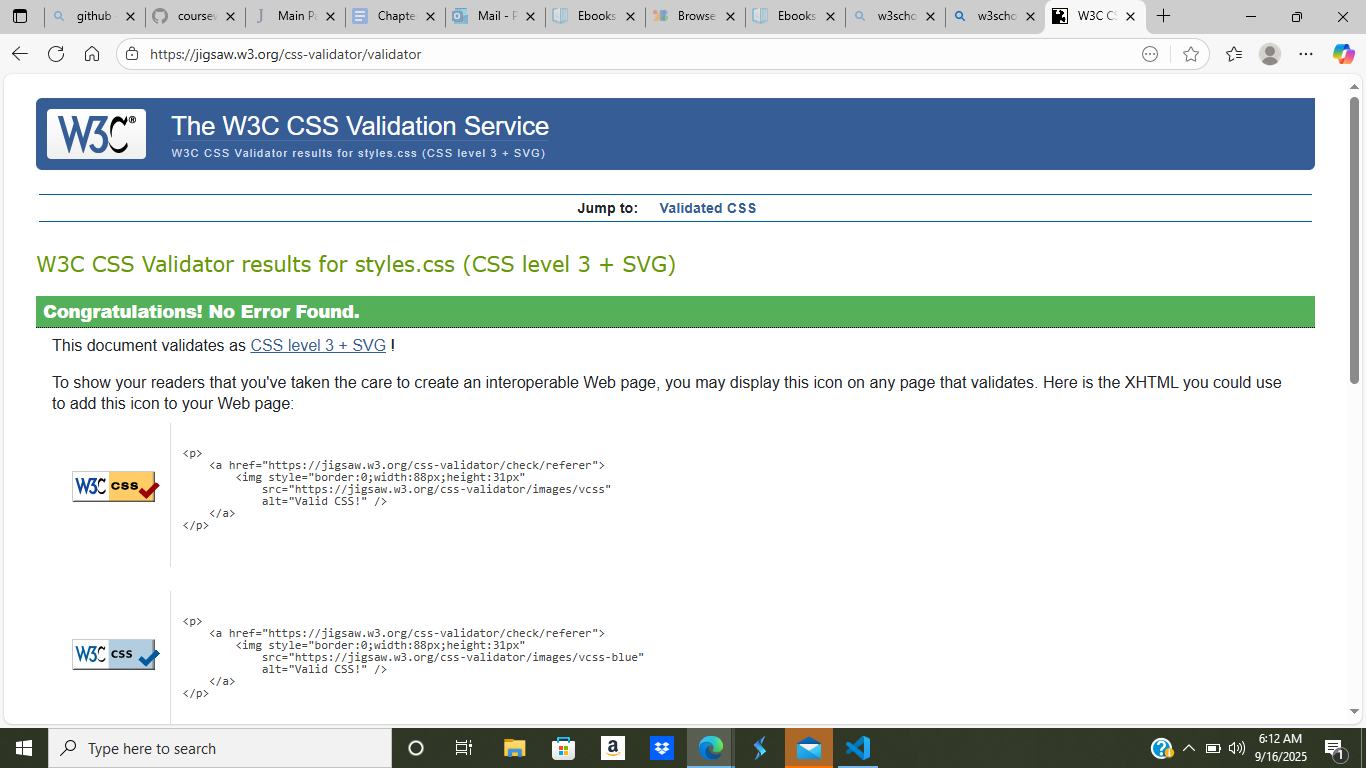 github -
coursew
Main Pa
Chapte
Mail - P
Ebooks
Browse
Ebooks
w3scho
w3scho
W3C CS
https://jigsaw.w3.org/css-validator/validator
W3C®
The W3C CSS Validation Service
W3C CSS Validator results for styles.css (CSS level 3 + SVG)
Jump to: Validated CSS
W3C CSS Validator results for styles.css (CSS level 3 + SVG)
Congratulations! No Error Found.
This document validates as CSS level 3 + SVG !
To show your readers that you've taken the care to create an interoperable Web page, you may display this icon on any page that validates. Here is the XHTML you could use
to add this icon to your Web page:
W3C css
<p>
<a href="https://jigsaw.w3.org/css-validator/check/referer">
<img style="border:0;width:88px;height:31px"
src="https://jigsaw.w3.org/css-validator/images/vcss"
alt="Valid CSS!" />
</a>
</p>
W3C css
<p>
<a href="https://jigsaw.w3.org/css-validator/check/referer">
<img style="border:0;width:88px;height:31px"
src="https://jigsaw.w3.org/css-validator/images/vcss-blue"
alt="Valid CSS!" />
</a>
</p>
Type here to search
6:12 AM
9/16/2025
1